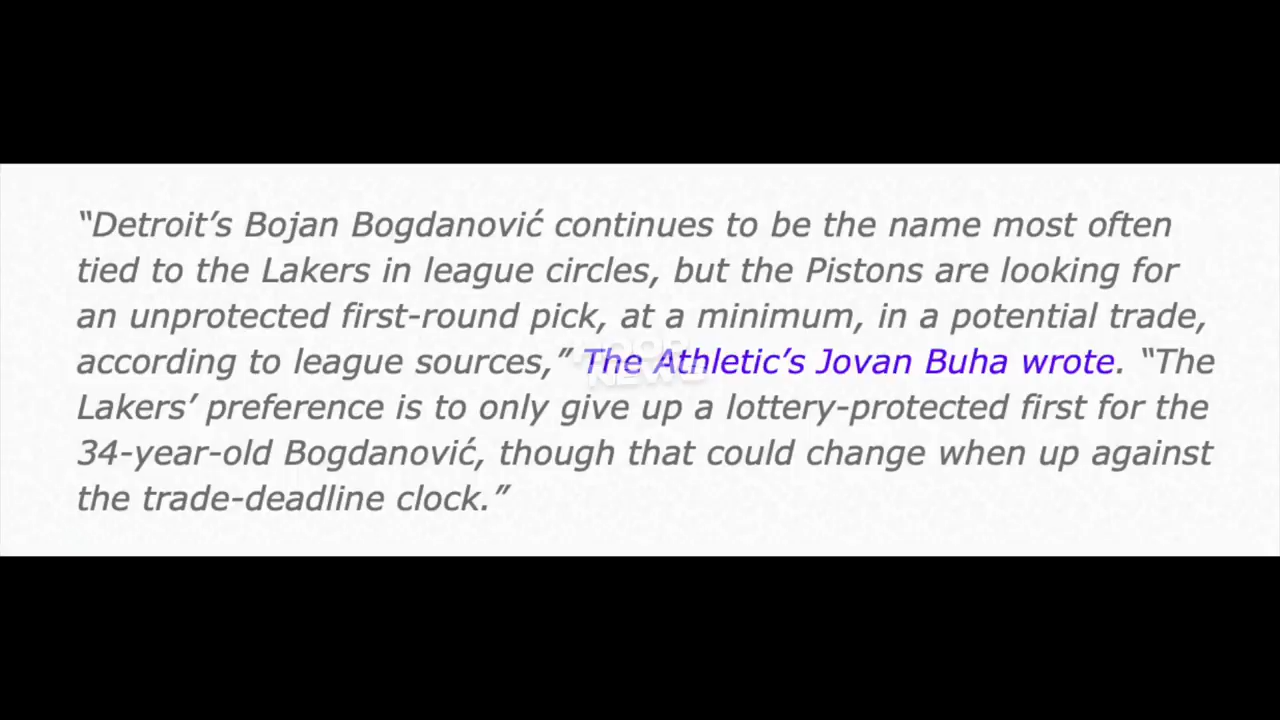 “Detroit’s Bojan Bogdanović continues to be the name most often
tied to the Lakers in league circles, but the Pistons are looking for
an unprotected first-round pick, at a minimum, in a potential trade,
according to league sources,” The Athletic’s Jovan Buha wrote. “The
Lakers’ preference is to only give up a lottery-protected first for the
34-year-old Bogdanović, though that could change when up against
the trade-deadline clock.”
NEWS